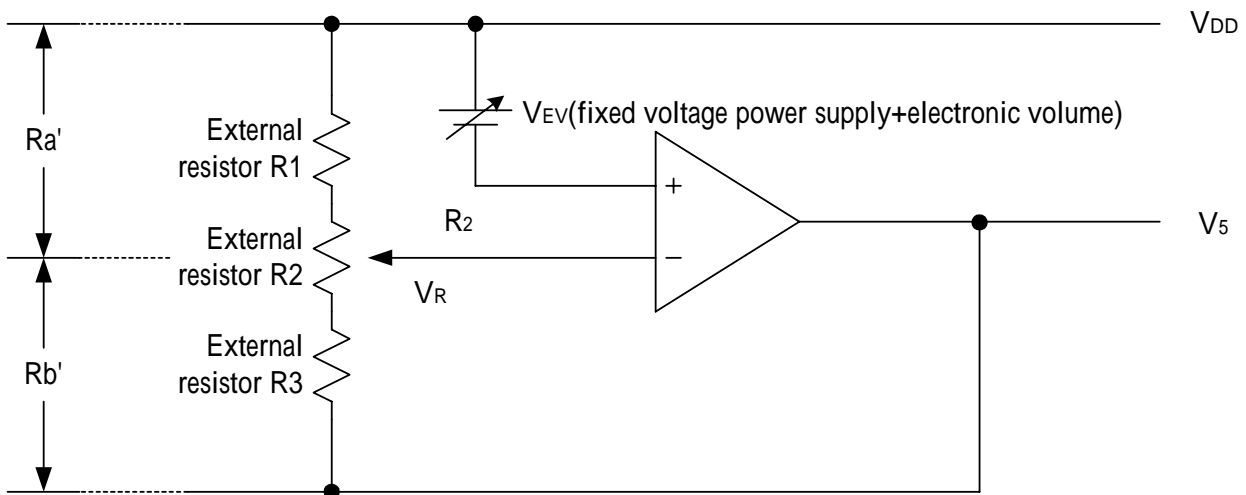 VDD
VEV(fixed voltage power supply+electronic volume)
Ra'
External
resistor R1
+
R2
V5
External
resistor R2
−
VR
External
resistor R3
Rb'